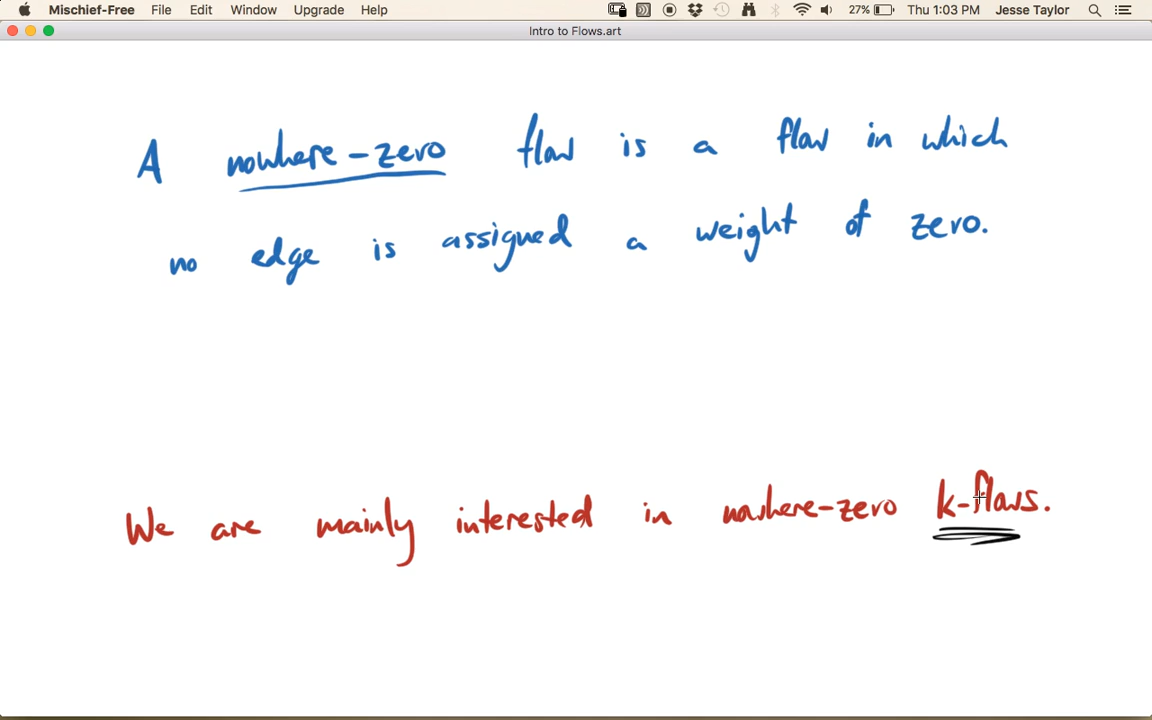 Mischief-Free File Edit View Window Upgrade Help 27% Thu 1:03 PM Jesse Taylor
Intro to Flows.art
A nowhere-zero flow is a flow in which
no edge is assigned a weight of zero.
We are mainly interested in nowhere-zero k-flows.